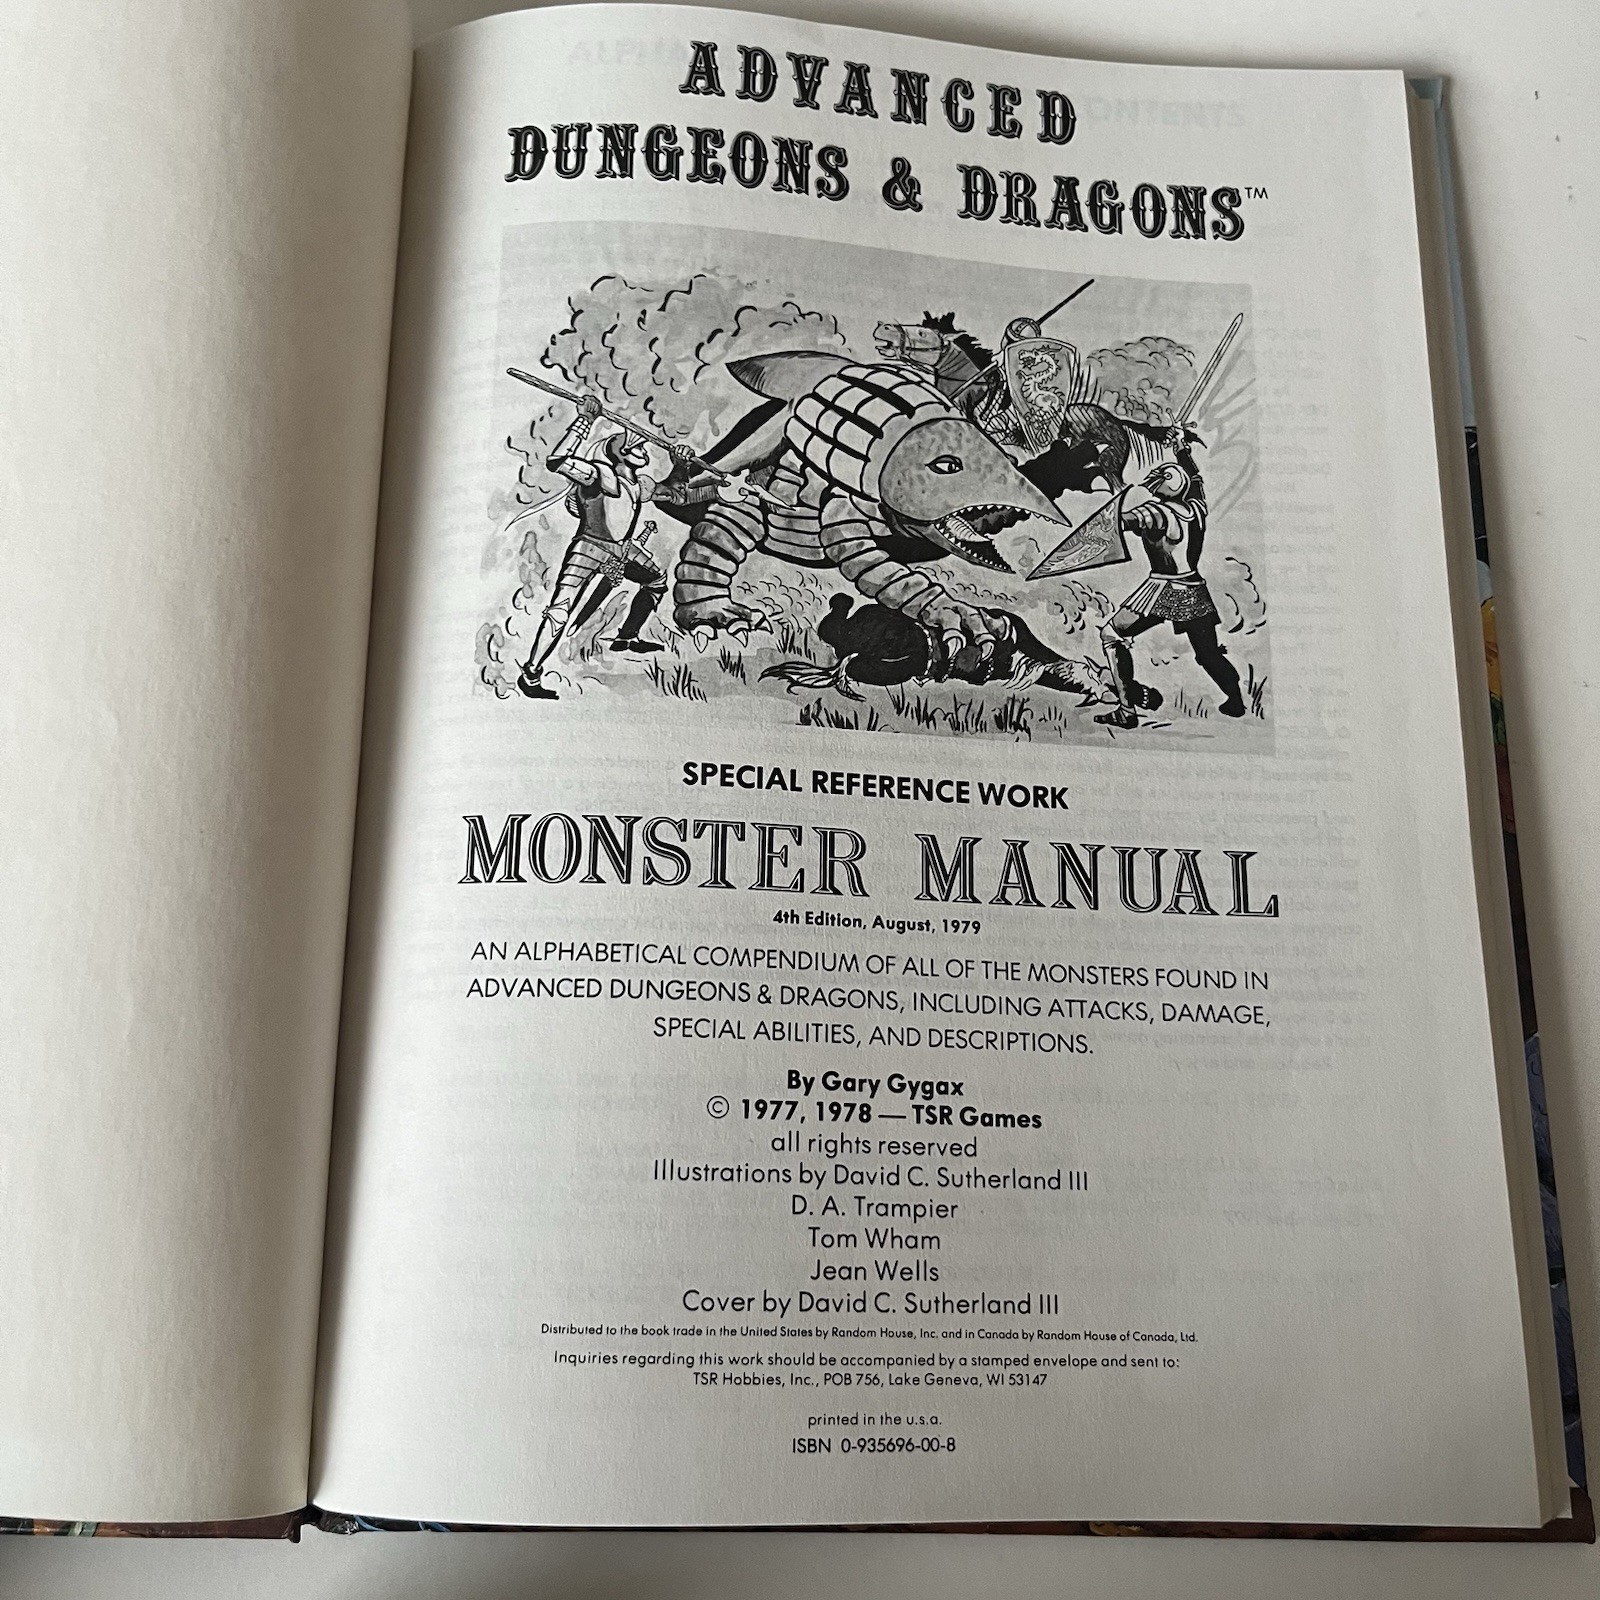 ADVANCED
DUNGEONS & DRAGONS™
SPECIAL REFERENCE WORK
MONSTER MANUAL
4th Edition, August, 1979
AN ALPHABETICAL COMPENDIUM OF ALL OF THE MONSTERS FOUND IN
ADVANCED DUNGEONS & DRAGONS, INCLUDING ATTACKS, DAMAGE,
SPECIAL ABILITIES, AND DESCRIPTIONS.
By Gary Gygax
© 1977, 1978 — TSR Games
all rights reserved
Illustrations by David C. Sutherland III
D. A. Trampier
Tom Wham
Jean Wells
Cover by David C. Sutherland III
Distributed to the book trade in the United States by Random House, Inc. and in Canada by Random House of Canada, Ltd.
Inquiries regarding this work should be accompanied by a stamped envelope and sent to:
TSR Hobbies, Inc., POB 756, Lake Geneva, WI 53147
printed in the u.s.a.
ISBN 0-935696-00-8